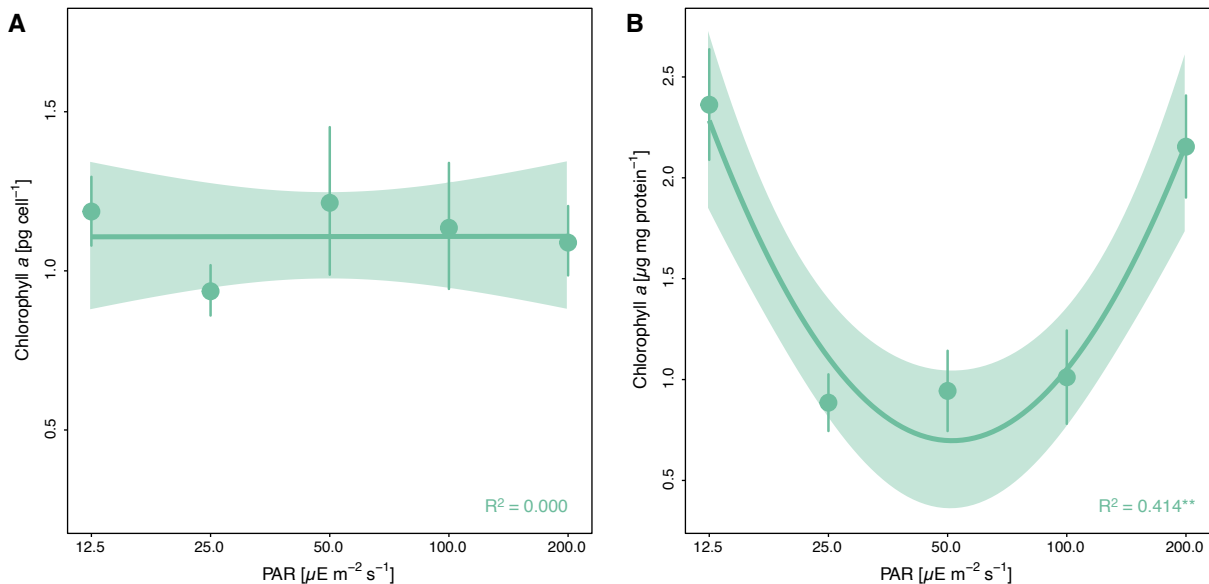 A
Chlorophyll a [pg cell⁻¹]
1.5
1.0
0.5
R² = 0.000
12.5 25.0 50.0 100.0 200.0
PAR [µE m⁻² s⁻¹]
B
Chlorophyll a [µg mg protein⁻¹]
2.5
2.0
1.5
1.0
0.5
R² = 0.414**
12.5 25.0 50.0 100.0 200.0
PAR [µE m⁻² s⁻¹]